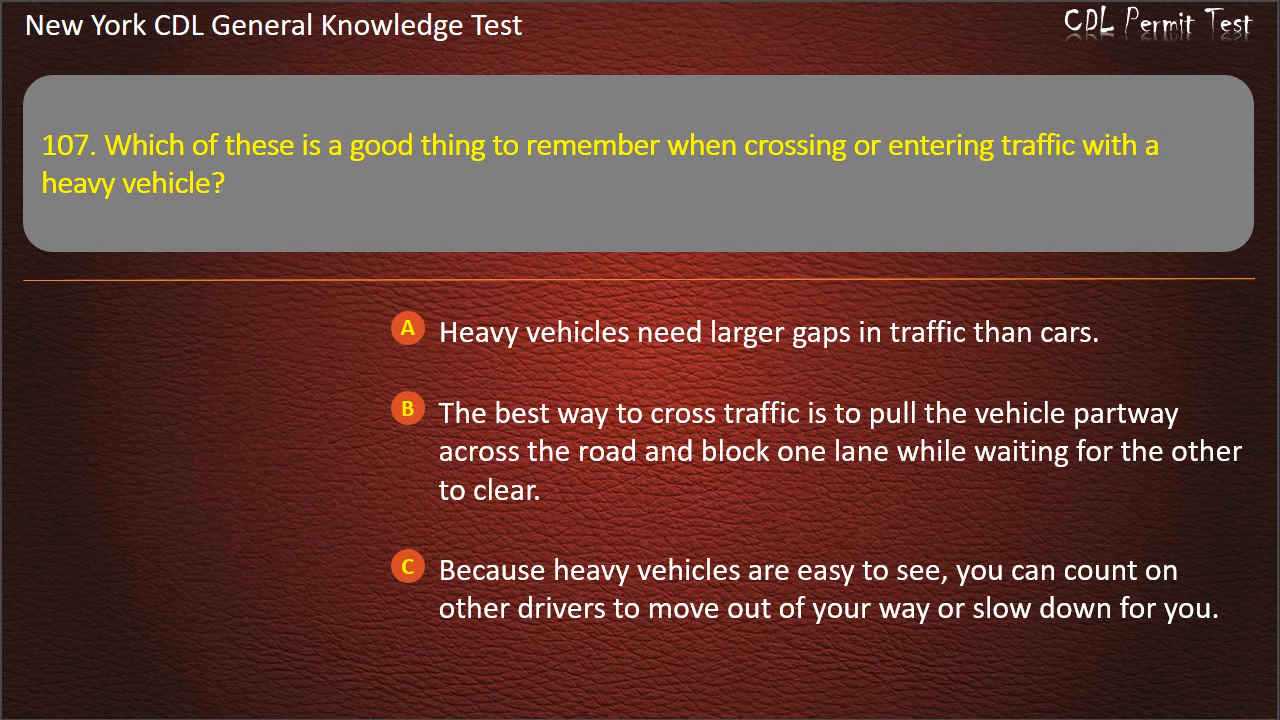 New York CDL General Knowledge Test
CDL Permit Test
107. Which of these is a good thing to remember when crossing or entering traffic with a
heavy vehicle?
A Heavy vehicles need larger gaps in traffic than cars.
B The best way to cross traffic is to pull the vehicle partway
across the road and block one lane while waiting for the other
to clear.
C Because heavy vehicles are easy to see, you can count on
other drivers to move out of your way or slow down for you.